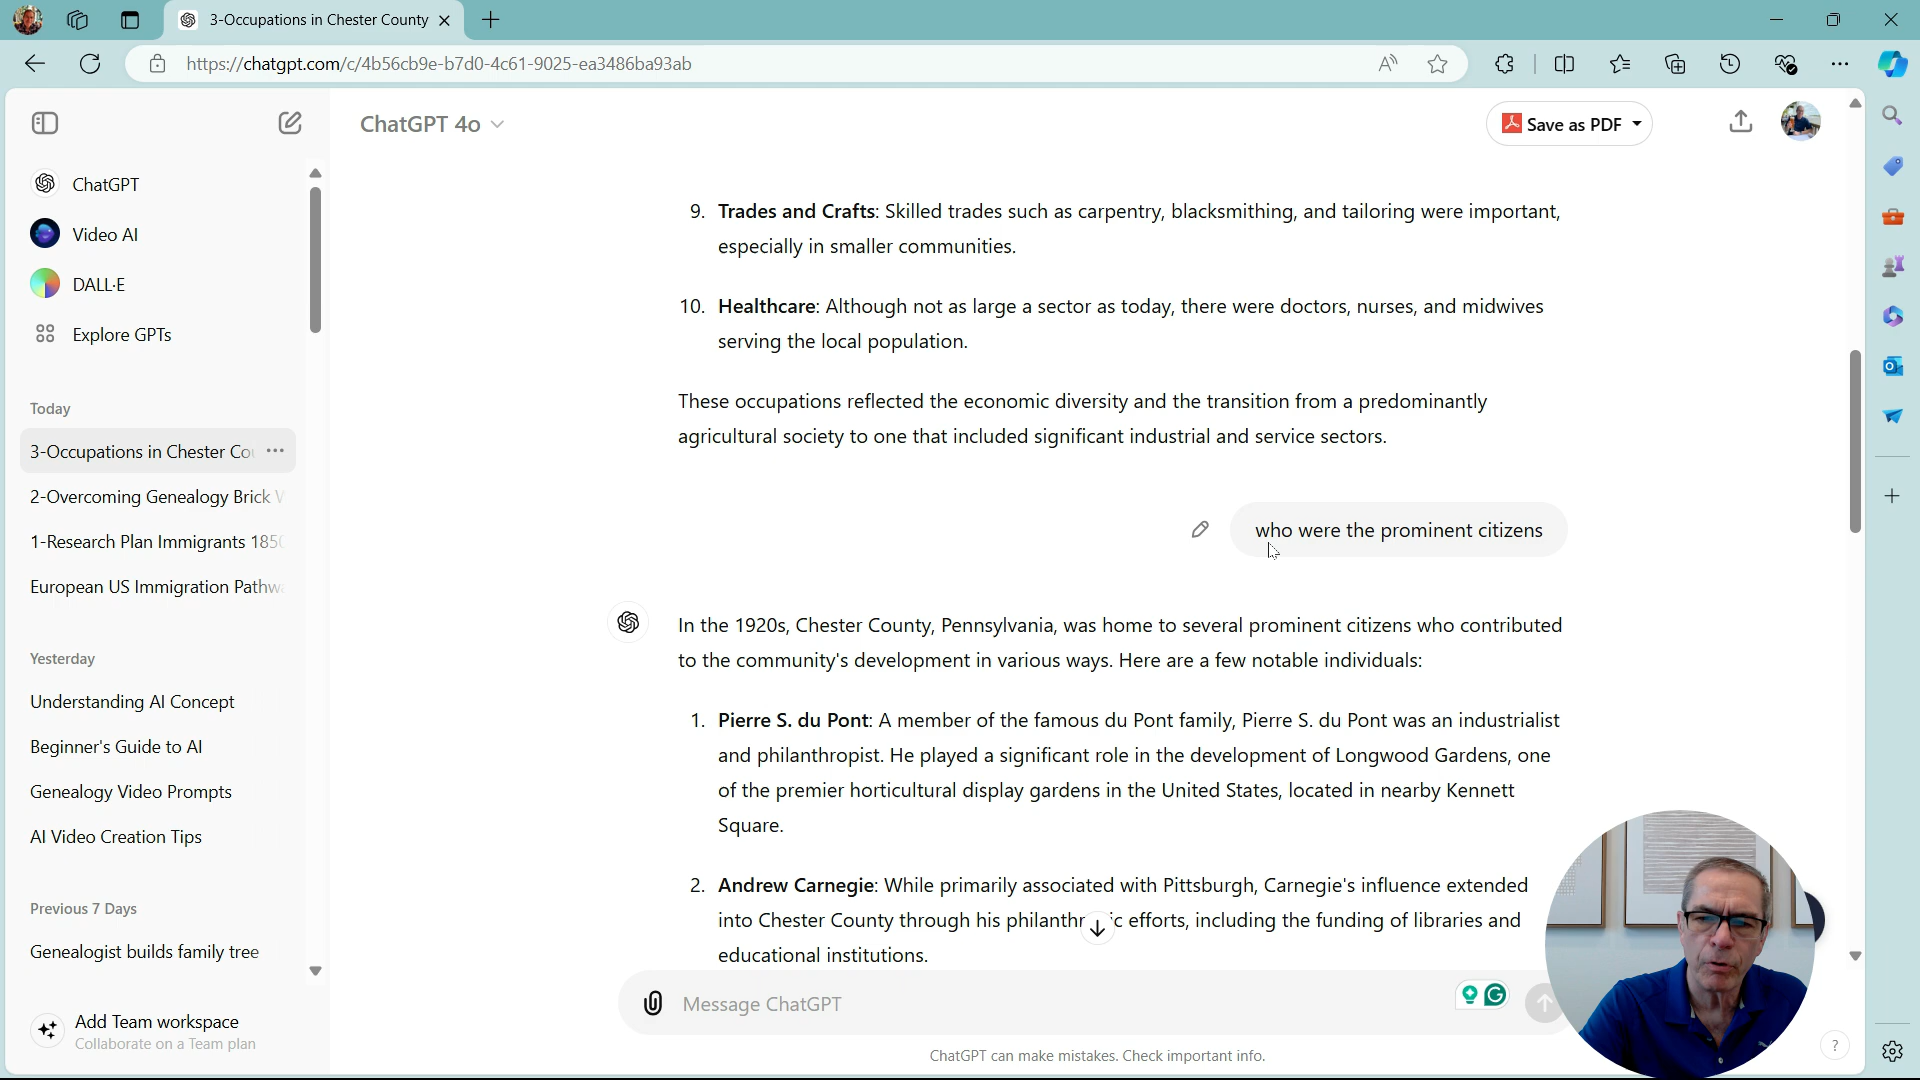 3-Occupations in Chester County
https://chatgpt.com/c/4b56cb9e-b7d0-4c61-9025-ea3486ba93ab
ChatGPT
Video AI
DALL·E
Explore GPTs
Today
3-Occupations in Chester Cou
2-Overcoming Genealogy Brick W
1-Research Plan Immigrants 1850
European US Immigration Pathwa
Yesterday
Understanding AI Concept
Beginner's Guide to AI
Genealogy Video Prompts
AI Video Creation Tips
Previous 7 Days
Genealogist builds family tree
Add Team workspace
Collaborate on a Team plan
ChatGPT 4o
Save as PDF
9. Trades and Crafts: Skilled trades such as carpentry, blacksmithing, and tailoring were important,
especially in smaller communities.
10. Healthcare: Although not as large a sector as today, there were doctors, nurses, and midwives
serving the local population.
These occupations reflected the economic diversity and the transition from a predominantly
agricultural society to one that included significant industrial and service sectors.
who were the prominent citizens
In the 1920s, Chester County, Pennsylvania, was home to several prominent citizens who contributed
to the community's development in various ways. Here are a few notable individuals:
1. Pierre S. du Pont: A member of the famous du Pont family, Pierre S. du Pont was an industrialist
and philanthropist. He played a significant role in the development of Longwood Gardens, one
of the premier horticultural display gardens in the United States, located in nearby Kennett
Square.
2. Andrew Carnegie: While primarily associated with Pittsburgh, Carnegie's influence extended
into Chester County through his philanthr c efforts, including the funding of libraries and
educational institutions.
Message ChatGPT
ChatGPT can make mistakes. Check important info.
?